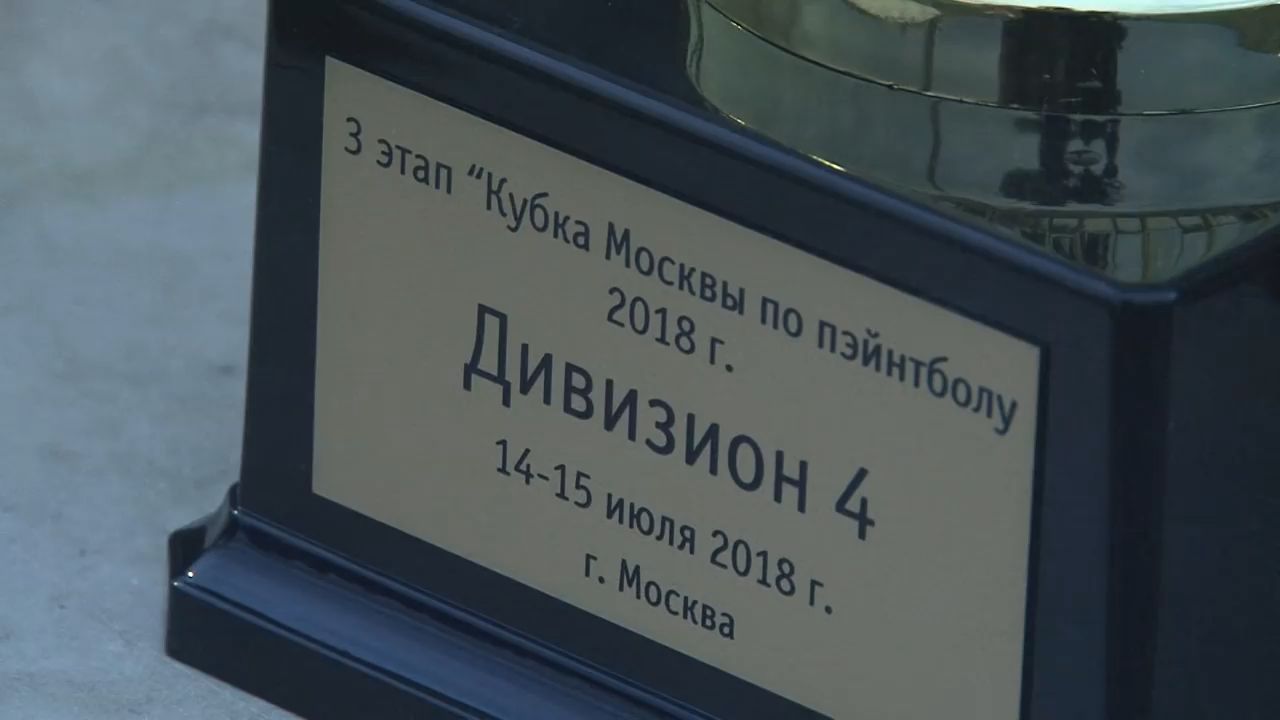 3 этап “Кубка Москвы по пэйнтболу
2018 г.
Дивизион 4
14-15 июля 2018 г.
г. Москва